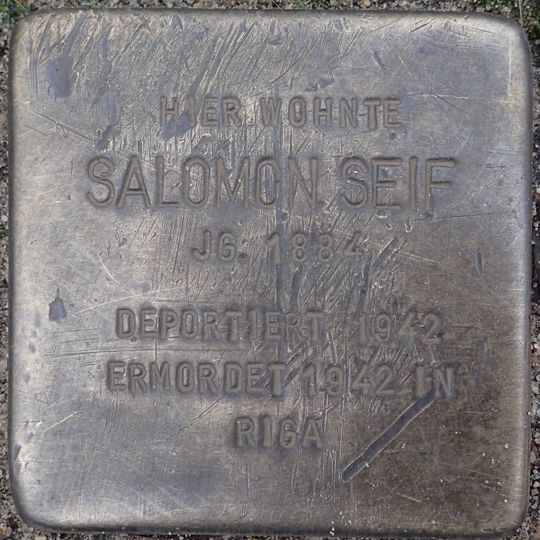 HIER WOHNTE
SALOMON SEIF
JG. 1884
DEPORTIERT 1942
ERMORDET 1942 IN
RIGA